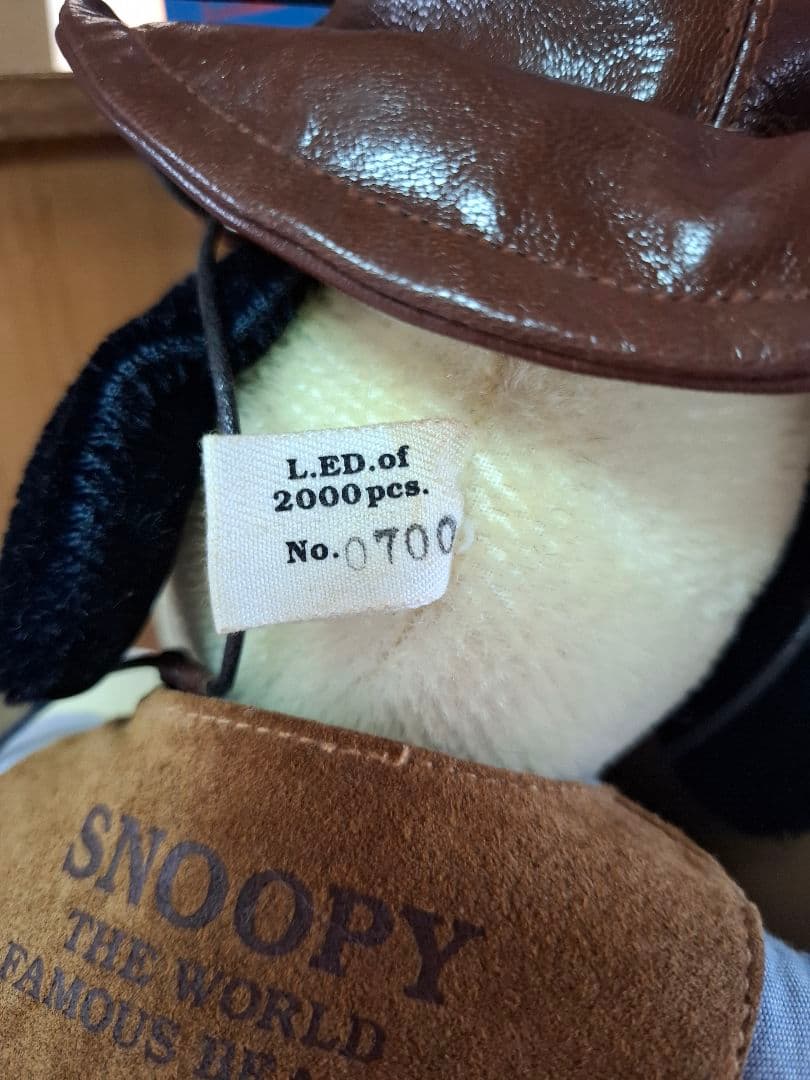 L.ED.of
2000pcs.
No.0700
SNOOPY
THE WORLD
FAMOUS